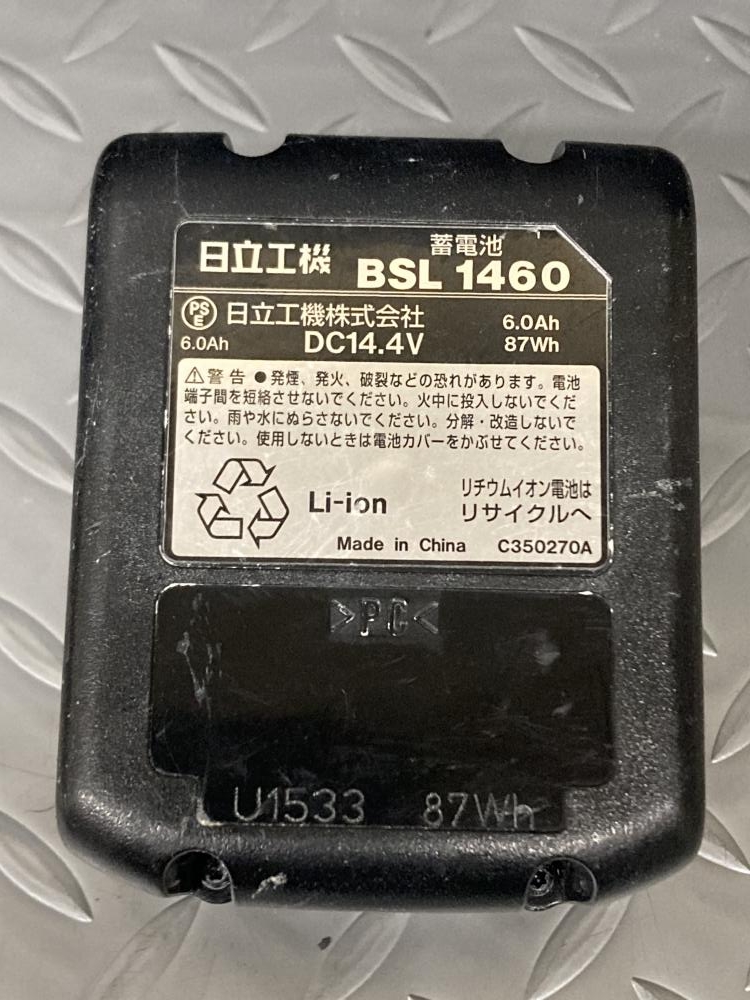 日立工機
蓄電池
BSL 1460
PSE 日立工機株式会社 6.0Ah
6.0Ah DC14.4V 87Wh
⚠警告 ●発煙、発火、破裂などの恐れがあります。電池
端子間を短絡させないでください。火中に投入しないでくだ
さい。雨や水にぬらさないでください。分解・改造しないで
ください。使用しないときは電池カバーをかぶせてください。
Li-ion
リチウムイオン電池は
リサイクルへ
Made in China C350270A
>PC<
U1533 87Wh